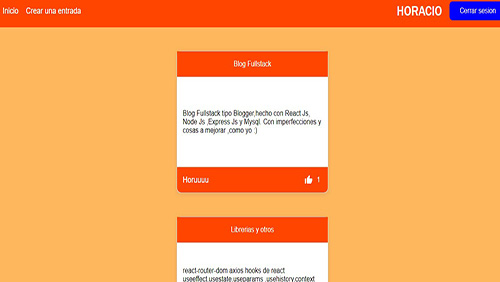 Inicio Crear una entrada HORACIO Cerrar sesion
Blog Fullstack
Blog Fullstack tipo Blogger,hecho con React Js,
Node Js ,Express Js y Mysql. Con imperfecciones y
cosas a mejorar ,como yo :)
Horuuuu 1
Librerias y otros
react-router-dom axios hooks de react
useeffect,usestate,useparams ,usehistory,context